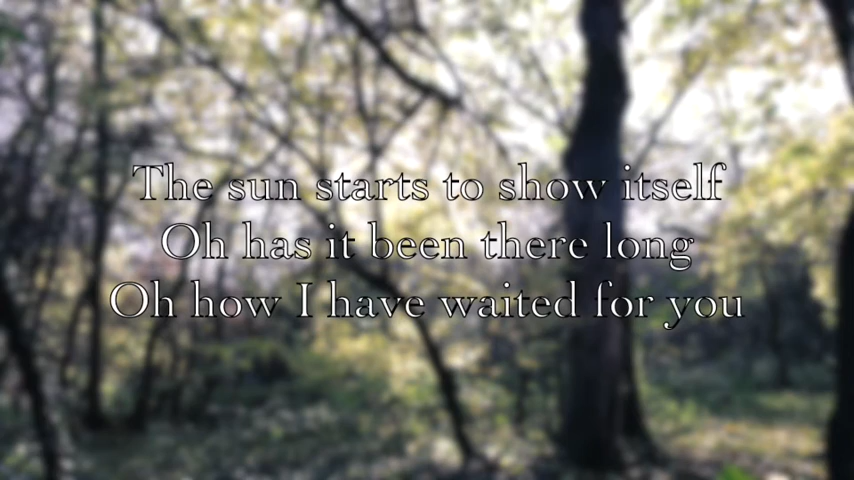 The sun starts to show itself
Oh has it been there long
Oh how I have waited for you